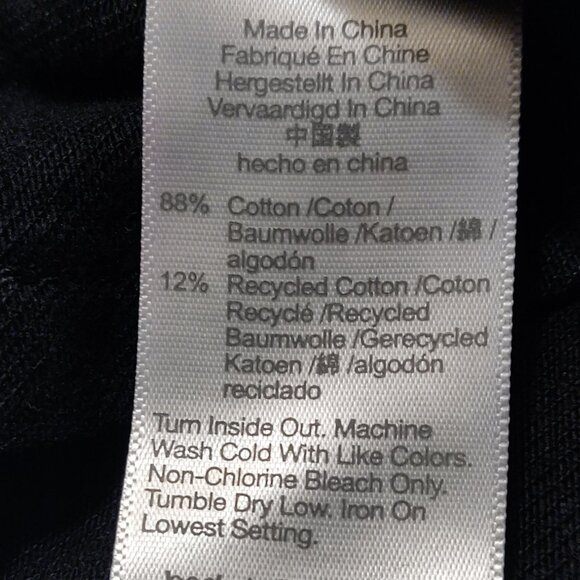 Made In China
Fabriqué En Chine
Hergestellt In China
Vervaardigd In China
中国製
hecho en china
88% Cotton /Coton /
Baumwolle /Katoen /綿 /
algodón
12% Recycled Cotton /Coton
Recyclé /Recycled
Baumwolle /Gerecycled
Katoen /綿 /algodón
reciclado
Turn Inside Out. Machine
Wash Cold With Like Colors.
Non-Chlorine Bleach Only.
Tumble Dry Low. Iron On
Lowest Setting.